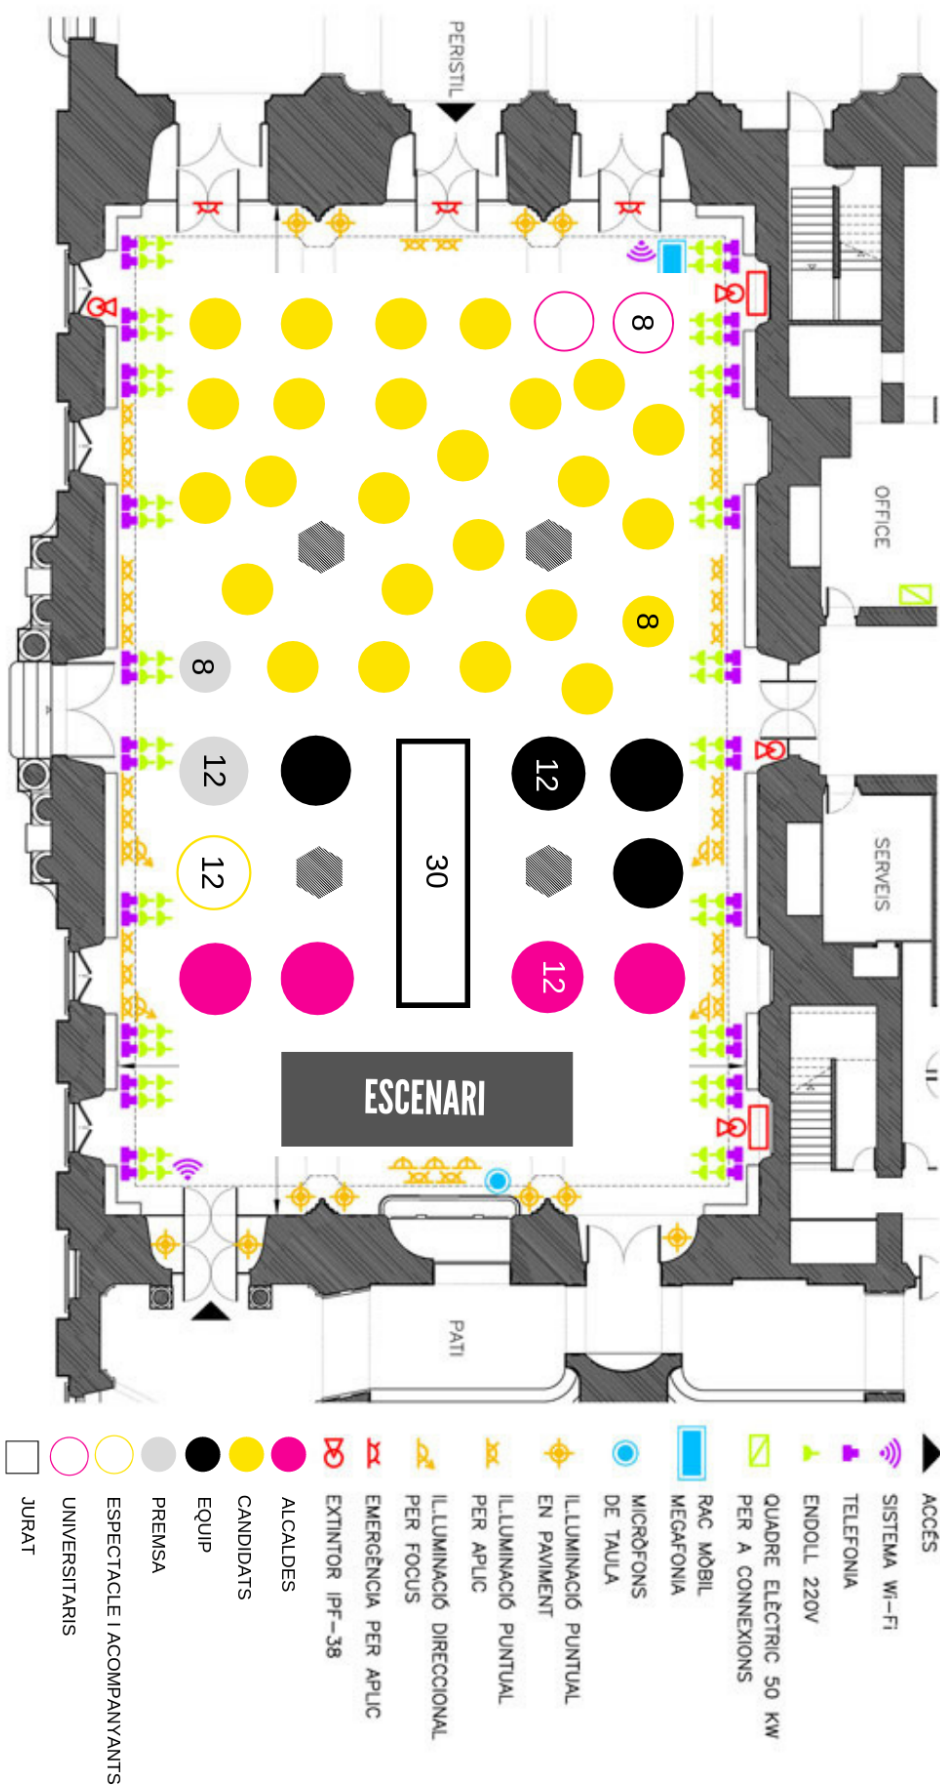 PERISTIL
8
OFFICE
8
8
12
12
30
12
SERVEIS
12
ESCENARI
PATI
ACCÉS
SISTEMA Wi-Fi
TELEFONIA
ENDOLL 220V
QUADRE ELÈCTRIC 50 KW
PER A CONNEXIONS
RAC MÒBIL
MEGAFONIA
MICRÒFONS
DE TAULA
IL.LUMINACIÓ PUNTUAL
EN PAVIMENT
IL.LUMINACIÓ PUNTUAL
PER APLIC
IL.LUMINACIÓ DIRECCIONAL
PER FOCUS
EMERGÈNCIA PER APLIC
EXTINTOR IPF-38
ALCALDES
CANDIDATS
EQUIP
PREMSA
ESPECTACLE I ACOMPANYANTS
UNIVERSITARIS
JURAT